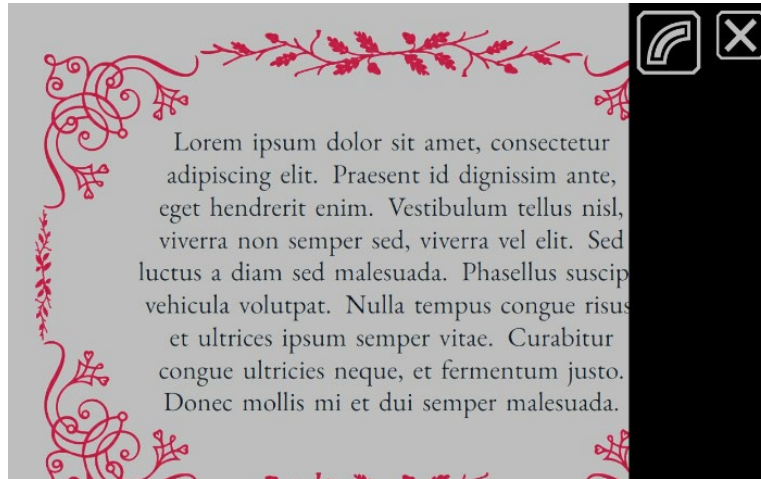 Lorem ipsum dolor sit amet, consectetur
adipiscing elit. Praesent id dignissim ante,
eget hendrerit enim. Vestibulum tellus nisl,
viverra non semper sed, viverra vel elit. Sed
luctus a diam sed malesuada. Phasellus suscip
vehicula volutpat. Nulla tempus congue risus
et ultrices ipsum semper vitae. Curabitur
congue ultricies neque, et fermentum justo.
Donec mollis mi et dui semper malesuada.